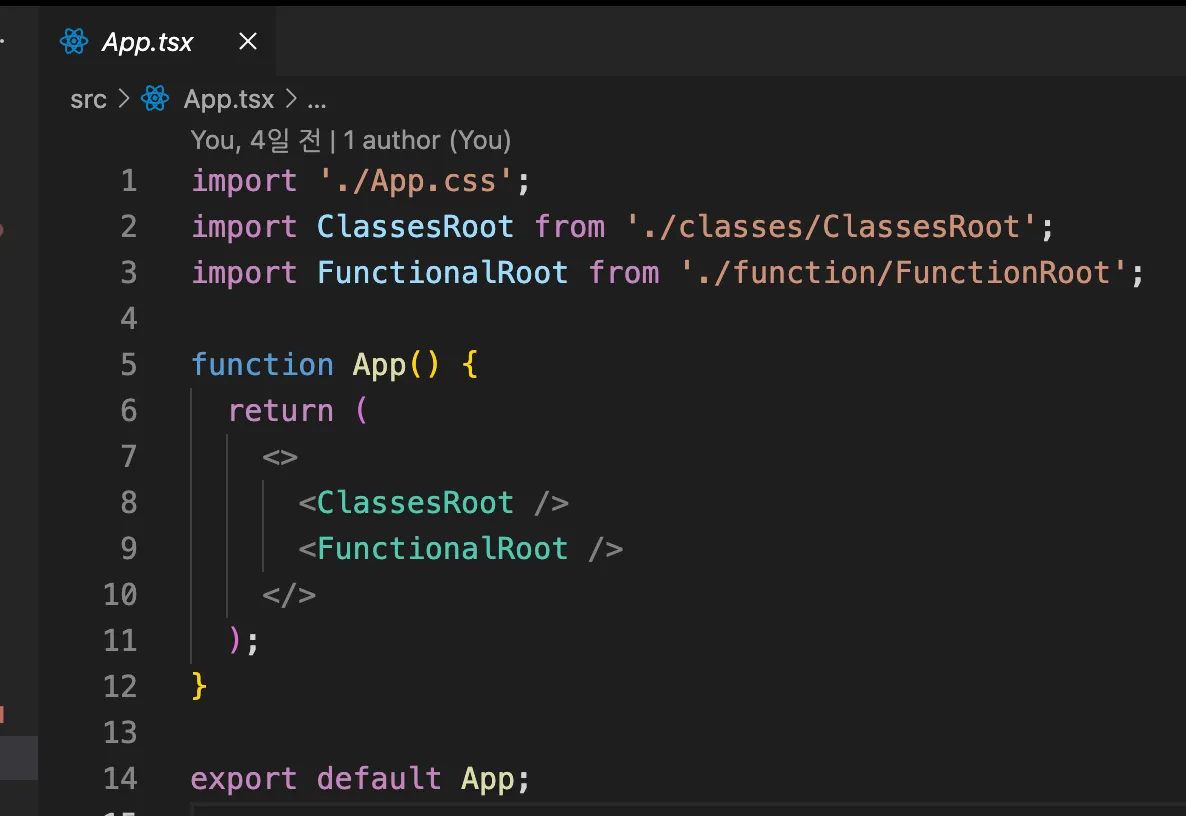 App.tsx
src > App.tsx > ...
You, 4일 전 | 1 author (You)
1 import './App.css';
2 import ClassesRoot from './classes/ClassesRoot';
3 import FunctionalRoot from './function/FunctionRoot';
4
5 function App() {
6   return (
7     <>
8       <ClassesRoot />
9       <FunctionalRoot />
10     </>
11   );
12 }
13
14 export default App;